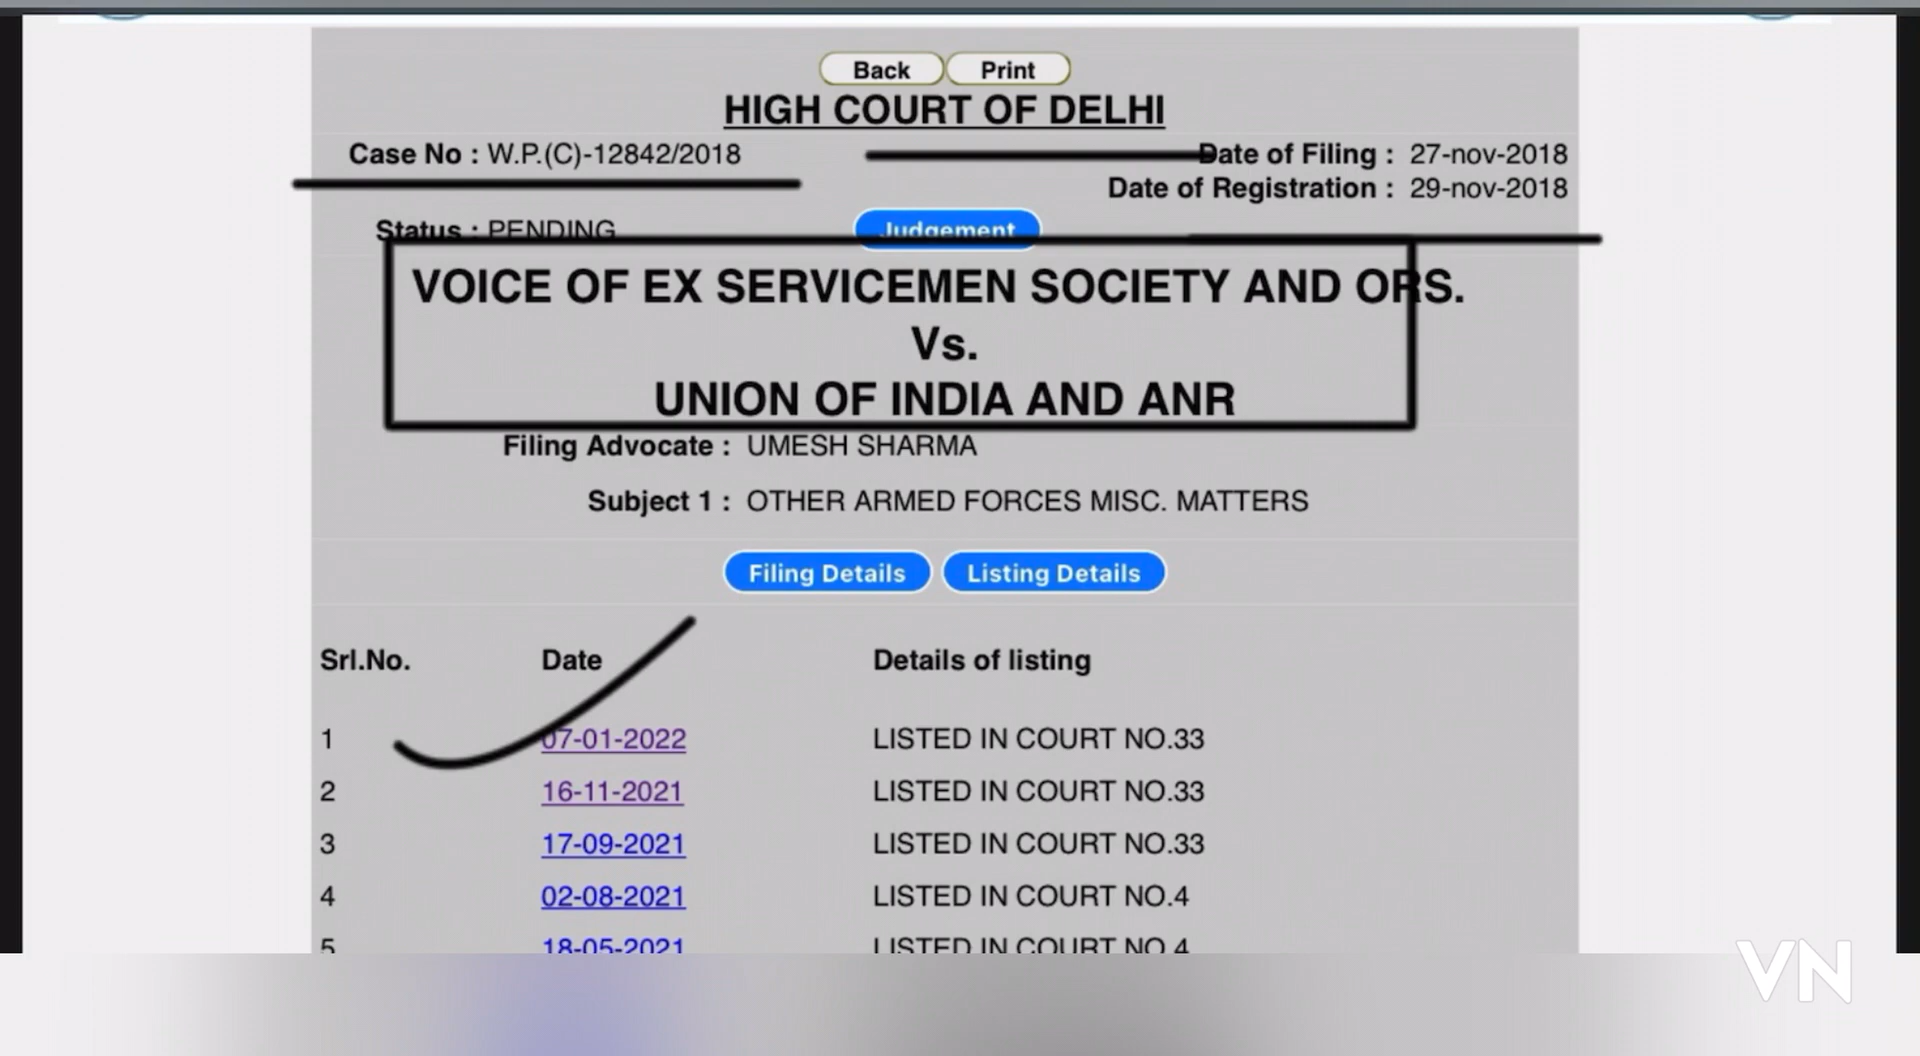 Back Print
HIGH COURT OF DELHI
Case No : W.P.(C)-12842/2018 Date of Filing : 27-nov-2018
Date of Registration : 29-nov-2018
Status : PENDING Judgement
VOICE OF EX SERVICEMEN SOCIETY AND ORS.
Vs.
UNION OF INDIA AND ANR
Filing Advocate : UMESH SHARMA
Subject 1 : OTHER ARMED FORCES MISC. MATTERS
Filing Details Listing Details
Srl.No. Date Details of listing
1 07-01-2022 LISTED IN COURT NO.33
2 16-11-2021 LISTED IN COURT NO.33
3 17-09-2021 LISTED IN COURT NO.33
4 02-08-2021 LISTED IN COURT NO.4
5 18-05-2021 LISTED IN COURT NO.4
VN